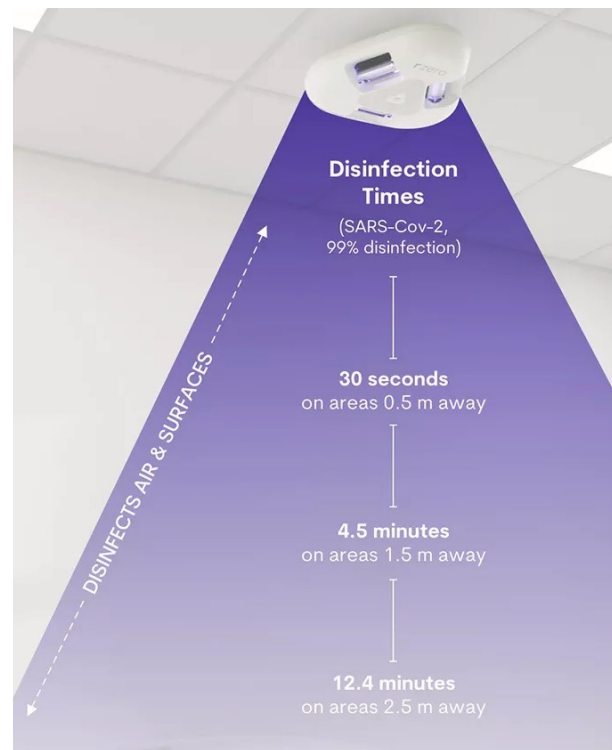 rzero
Disinfection
Times
(SARS-Cov-2,
99% disinfection)
30 seconds
on areas 0.5 m away
4.5 minutes
on areas 1.5 m away
12.4 minutes
on areas 2.5 m away
DISINFECTS AIR & SURFACES